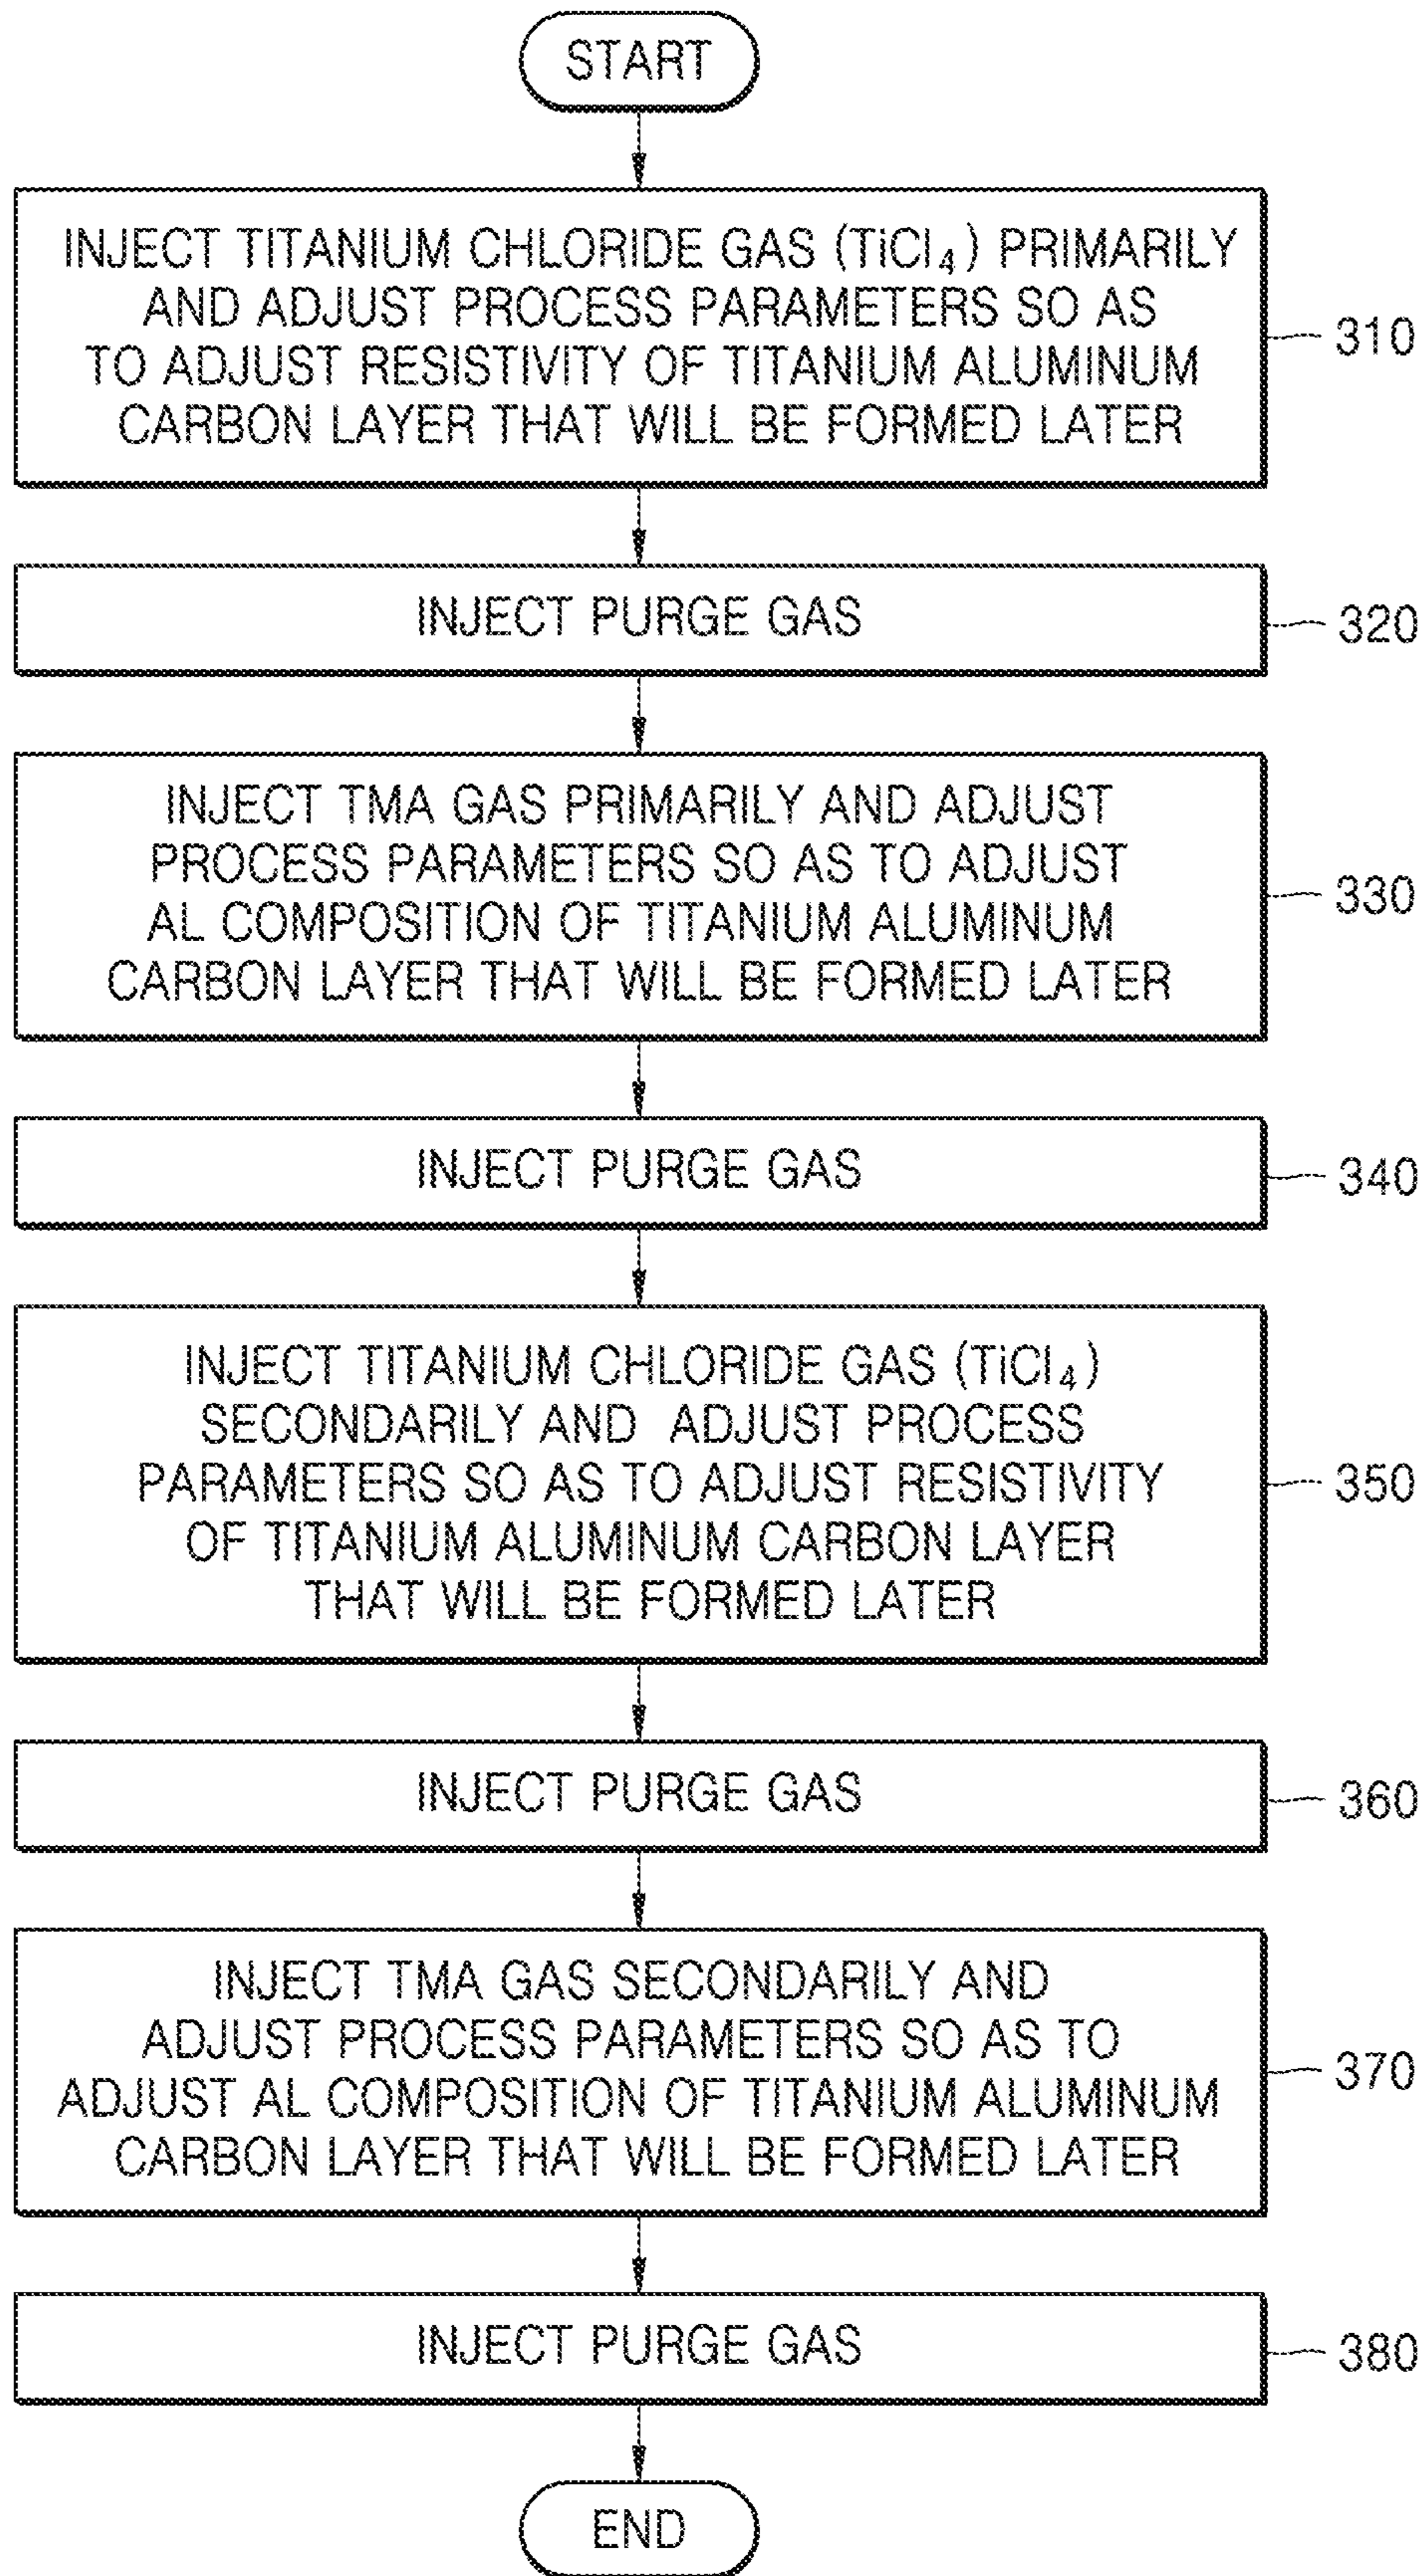 START
INJECT TITANIUM CHLORIDE GAS (TiCl₄) PRIMARILY
AND ADJUST PROCESS PARAMETERS SO AS
TO ADJUST RESISTIVITY OF TITANIUM ALUMINUM
CARBON LAYER THAT WILL BE FORMED LATER
310
INJECT PURGE GAS
320
INJECT TMA GAS PRIMARILY AND ADJUST
PROCESS PARAMETERS SO AS TO ADJUST
AL COMPOSITION OF TITANIUM ALUMINUM
CARBON LAYER THAT WILL BE FORMED LATER
330
INJECT PURGE GAS
340
INJECT TITANIUM CHLORIDE GAS (TiCl₄)
SECONDARILY AND ADJUST PROCESS
PARAMETERS SO AS TO ADJUST RESISTIVITY
OF TITANIUM ALUMINUM CARBON LAYER
THAT WILL BE FORMED LATER
350
INJECT PURGE GAS
360
INJECT TMA GAS SECONDARILY AND
ADJUST PROCESS PARAMETERS SO AS TO
ADJUST AL COMPOSITION OF TITANIUM ALUMINUM
CARBON LAYER THAT WILL BE FORMED LATER
370
INJECT PURGE GAS
380
END